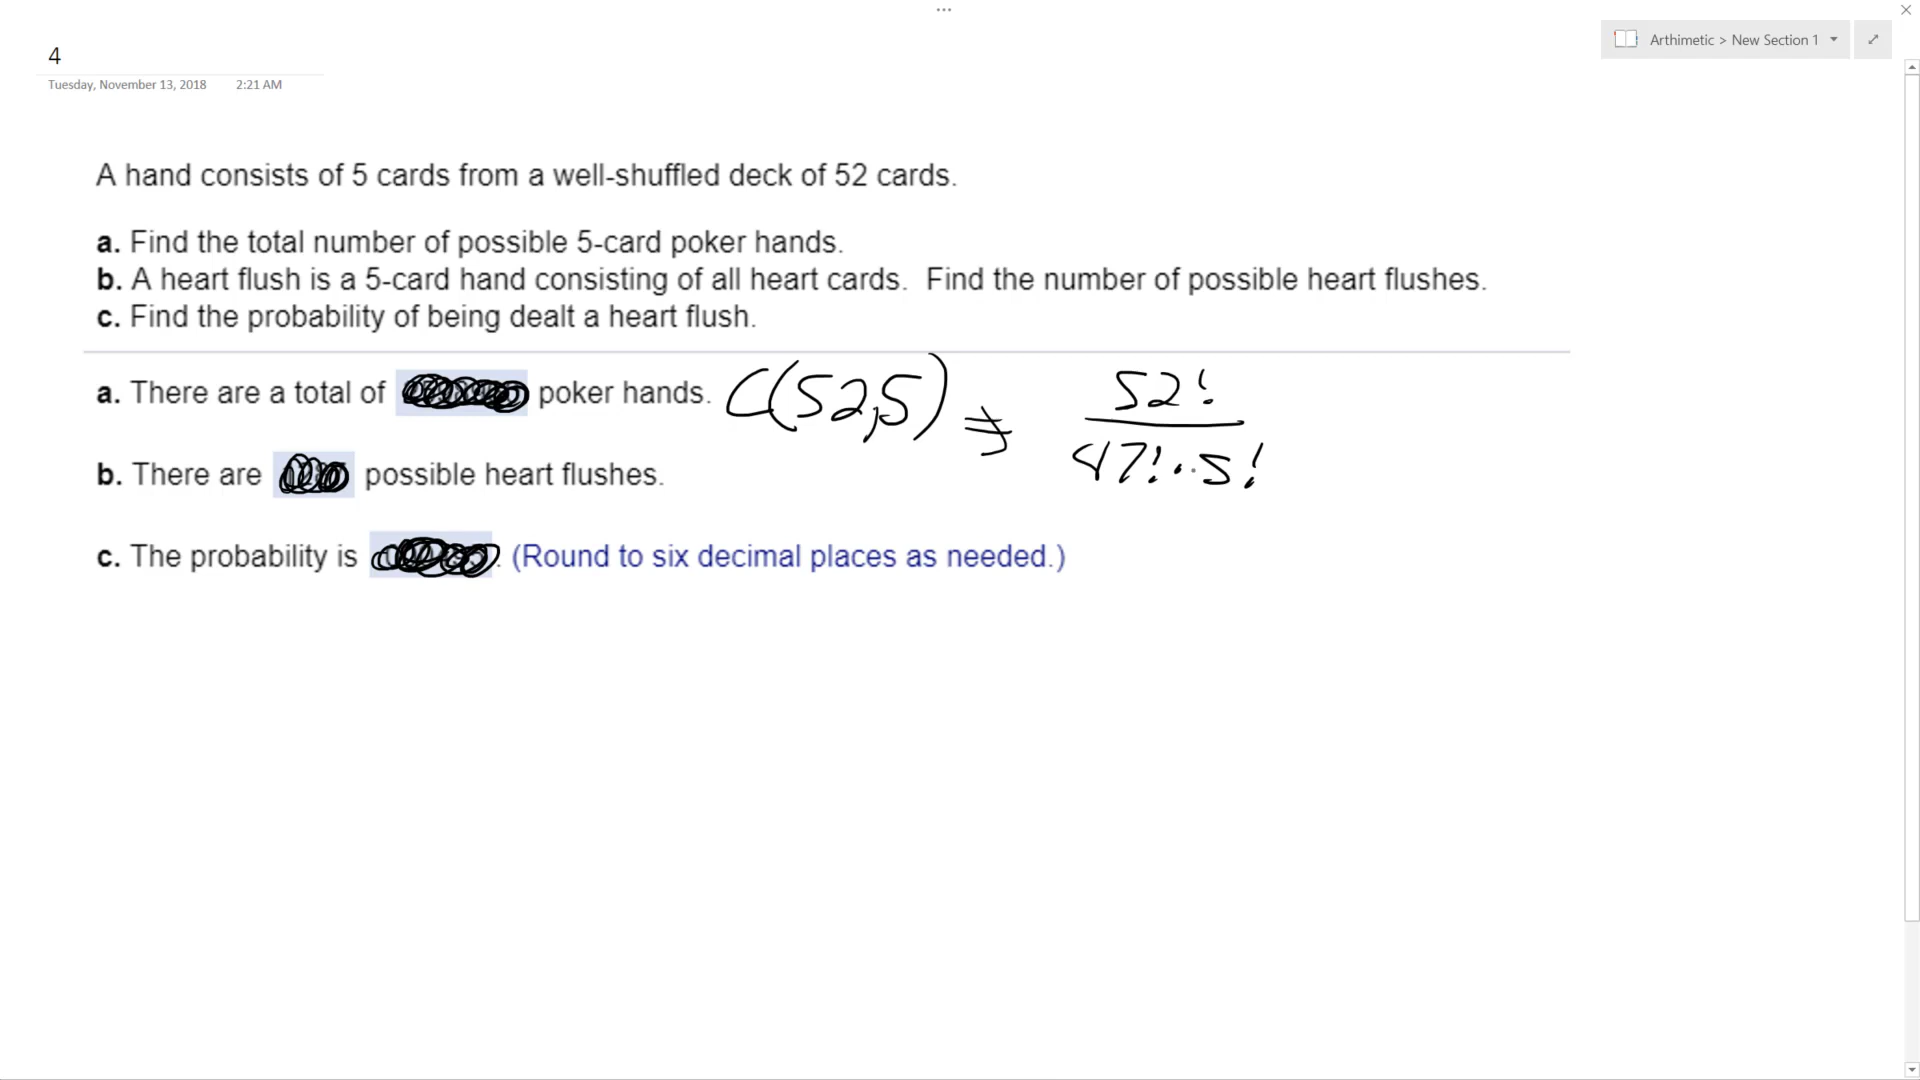 ...
Arthimetic > New Section 1
4
Tuesday, November 13, 2018 2:21 AM
A hand consists of 5 cards from a well-shuffled deck of 52 cards.
a. Find the total number of possible 5-card poker hands.
b. A heart flush is a 5-card hand consisting of all heart cards. Find the number of possible heart flushes.
c. Find the probability of being dealt a heart flush.
a. There are a total of poker hands. C(52,5) ⇒ 52!
47! · 5!
b. There are possible heart flushes.
c. The probability is . (Round to six decimal places as needed.)